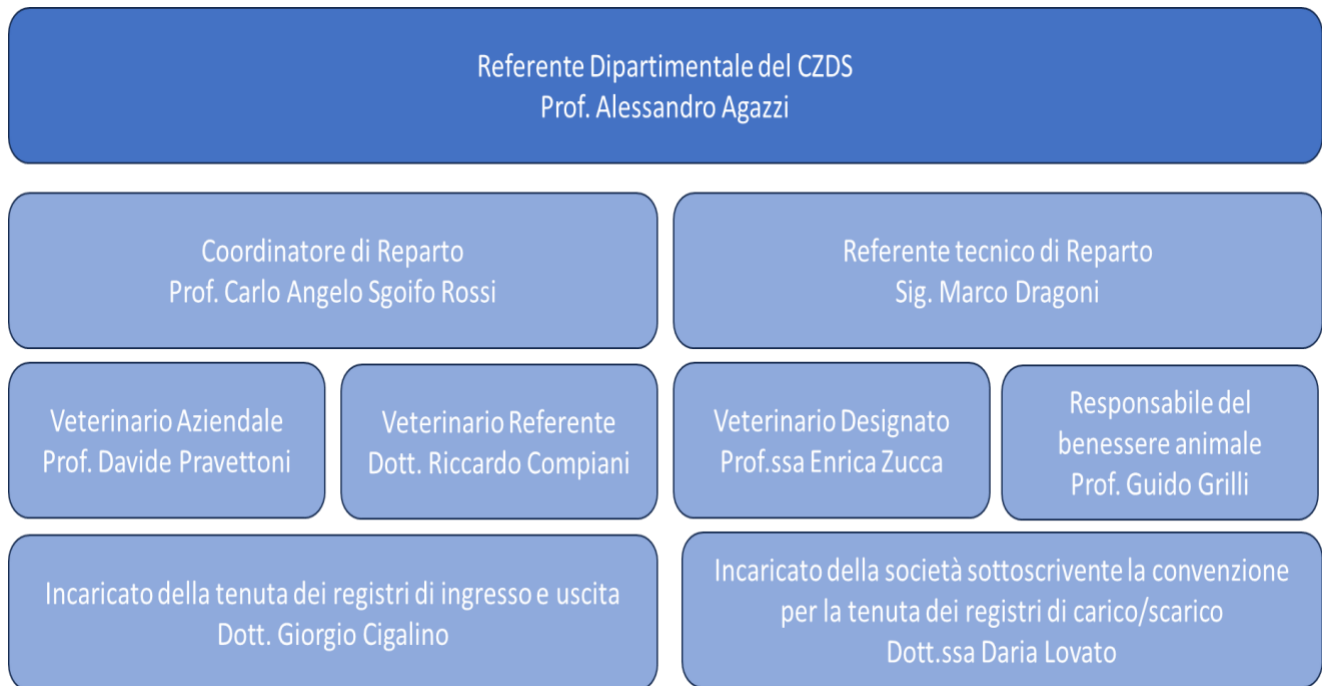 Referente Dipartimentale del CZDS
Prof. Alessandro Agazzi
Coordinatore di Reparto
Prof. Carlo Angelo Sgoifo Rossi
Referente tecnico di Reparto
Sig. Marco Dragoni
Veterinario Aziendale
Prof. Davide Pravettoni
Veterinario Referente
Dott. Riccardo Compiani
Veterinario Designato
Prof.ssa Enrica Zucca
Responsabile del
benessere animale
Prof. Guido Grilli
Incaricato della tenuta dei registri di ingresso e uscita
Dott. Giorgio Cigalino
Incaricato della società sottoscrivente la convenzione
per la tenuta dei registri di carico/scarico
Dott.ssa Daria Lovato